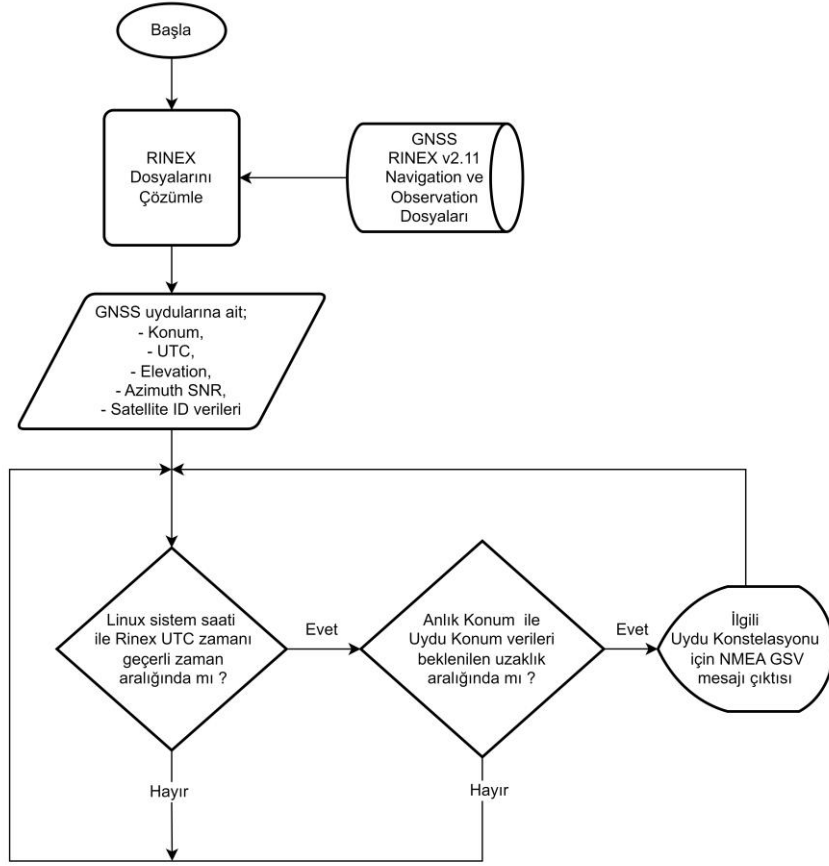 Başla
RINEX
Dosyalarını
Çözümle
GNSS
RINEX v2.11
Navigation ve
Observation
Dosyaları
GNSS uydularına ait;
- Konum,
- UTC,
- Elevation,
- Azimuth SNR,
- Satellite ID verileri
Linux sistem saati
ile Rinex UTC zamanı
geçerli zaman
aralığında mı ?
Evet
Anlık Konum ile
Uydu Konum verileri
beklenilen uzaklık
aralığında mı ?
Evet
İlgili
Uydu Konstelasyonu
için NMEA GSV
mesajı çıktısı
Hayır
Hayır